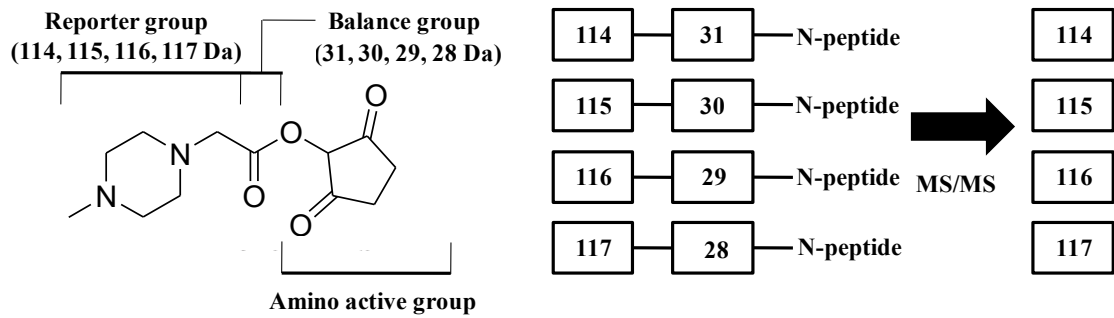 Reporter group
(114, 115, 116, 117 Da)
Balance group
(31, 30, 29, 28 Da)
O
O
N
N
O
O
Amino active group
114
31
N-peptide
115
30
N-peptide
116
29
N-peptide
117
28
N-peptide
MS/MS
114
115
116
117